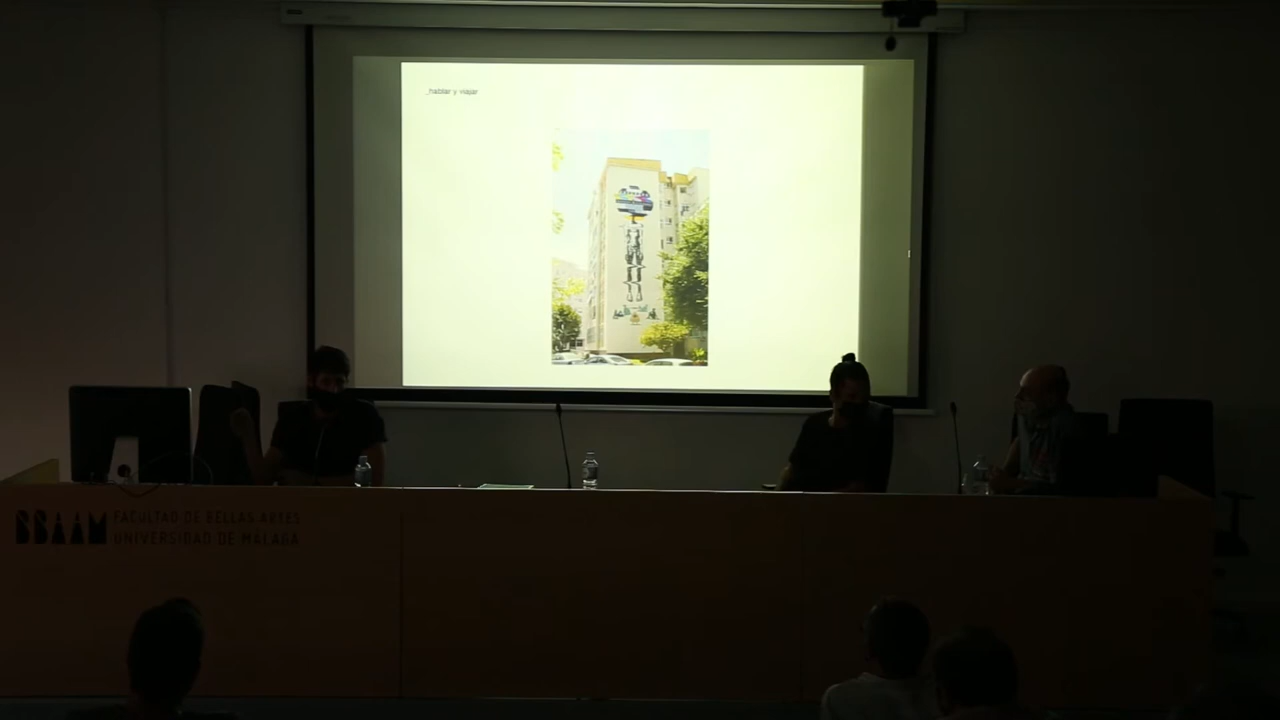 _hablar y viajar
BBAAM
FACULTAD DE BELLAS ARTES
UNIVERSIDAD DE MÁLAGA